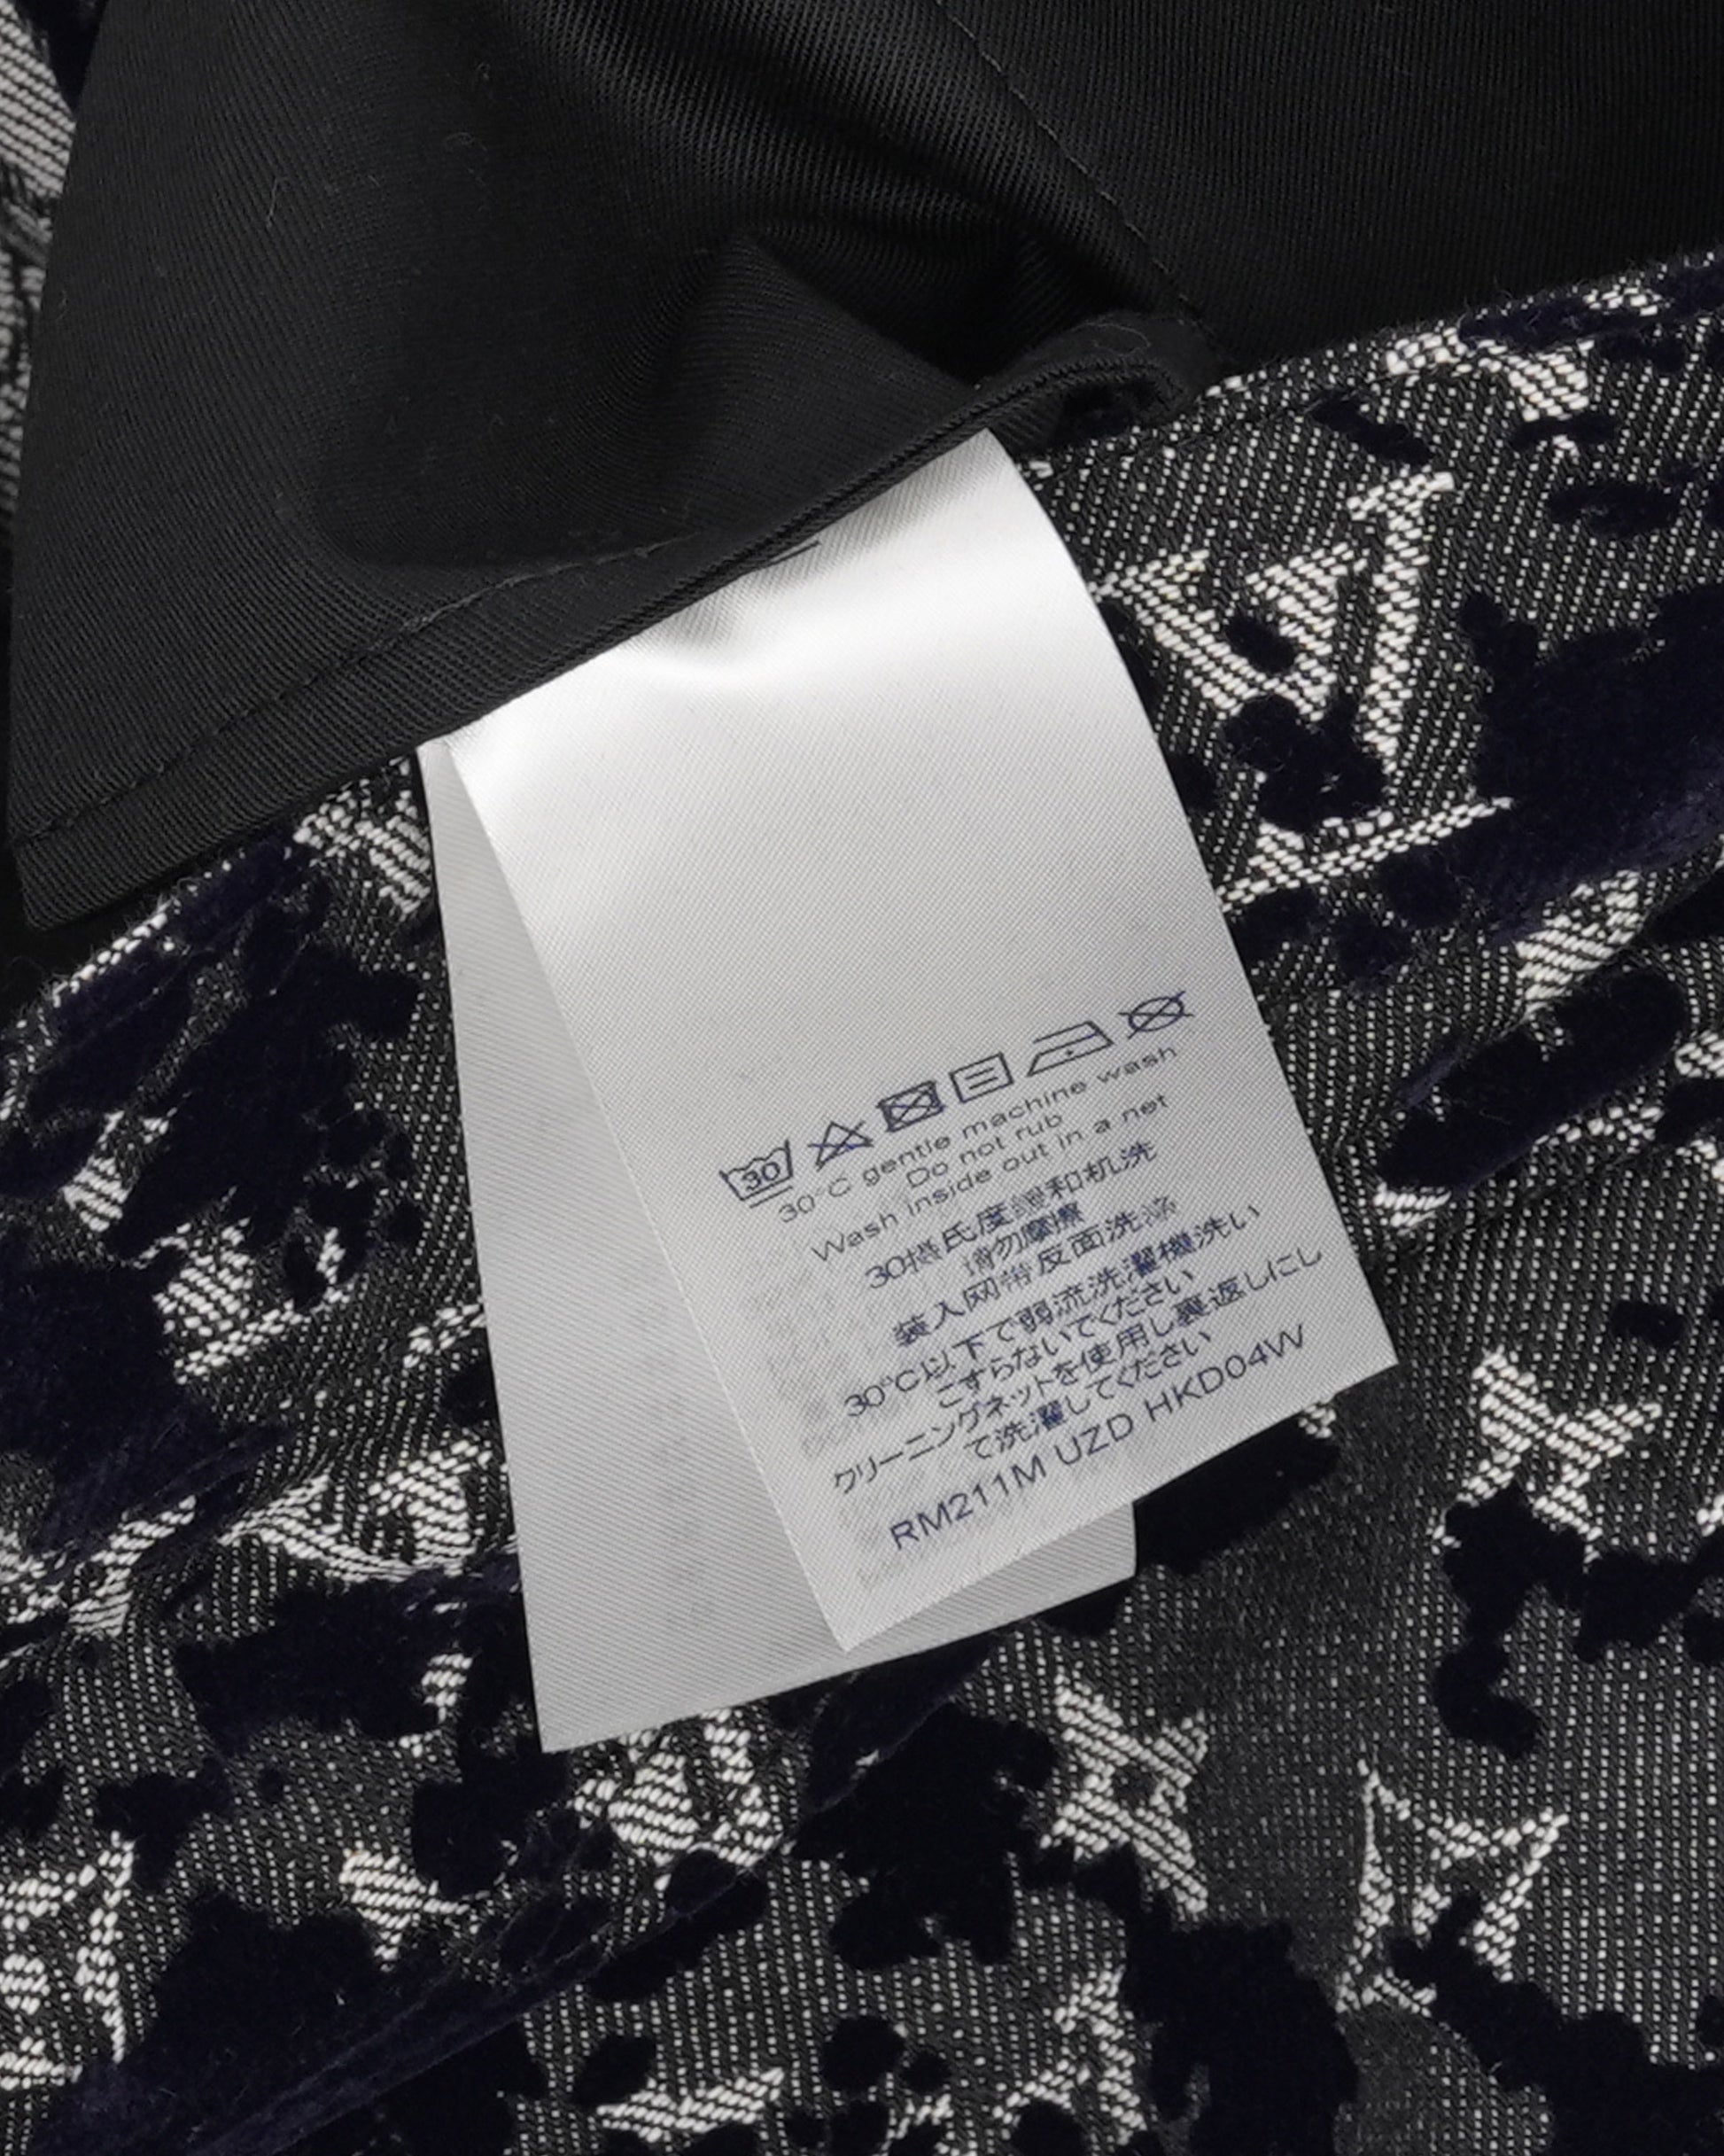 30
30°C gentle machine wash
Do not rub
Wash inside out in a net
30摄氏度缓和机洗
请勿摩擦
装入网带反面洗涤
30℃以下で弱流洗濯機洗い
こすらないでください
クリーニングネットを使用し裏返しにし
て洗濯してください
RM211M UZD HKD04W